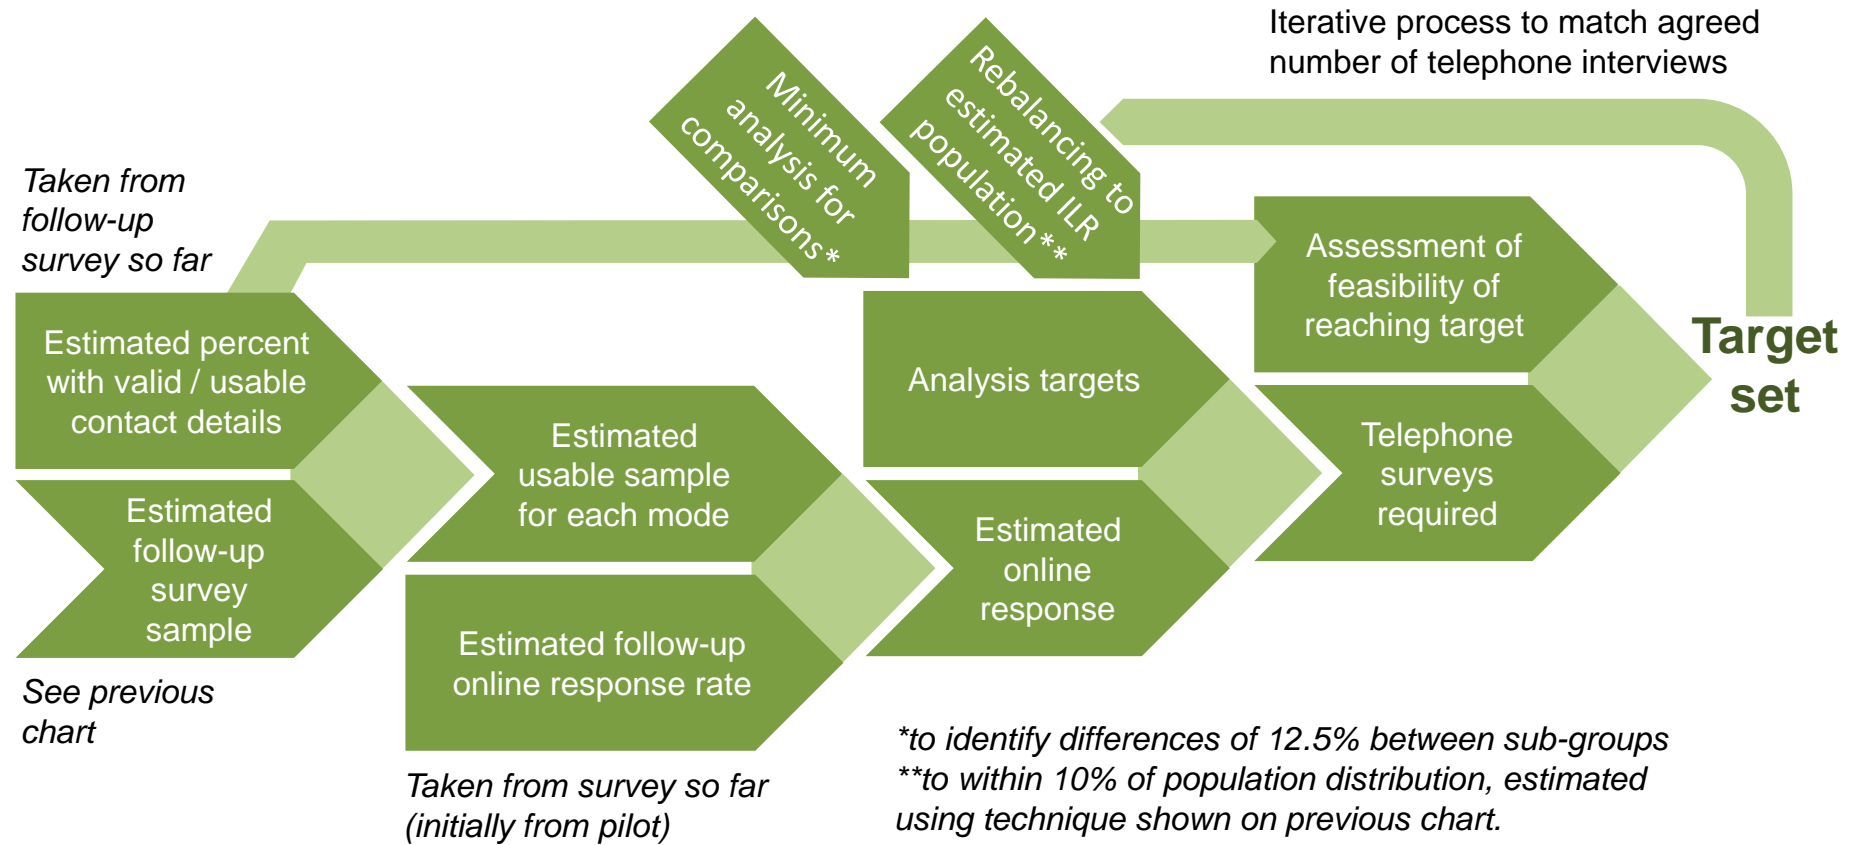 Iterative process to match agreed
number of telephone interviews
Minimum
analysis for
comparisons*
Rebalancing to
estimated ILR
population**
Taken from
follow-up
survey so far
Estimated percent
with valid / usable
contact details
Estimated
follow-up
survey
sample
See previous
chart
Estimated
usable sample
for each mode
Estimated follow-up
online response rate
Taken from survey so far
(initially from pilot)
Analysis targets
Estimated
online
response
Assessment of
feasibility of
reaching target
Telephone
surveys
required
Target
set
*to identify differences of 12.5% between sub-groups
**to within 10% of population distribution, estimated
using technique shown on previous chart.